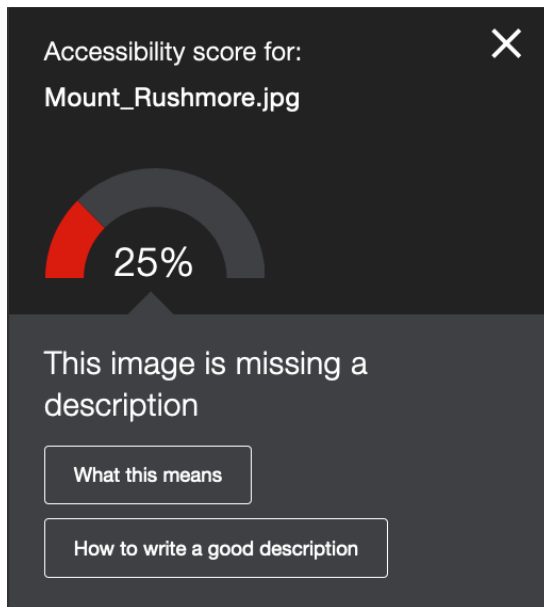 Accessibility score for:
Mount_Rushmore.jpg
25%
This image is missing a
description
What this means
How to write a good description